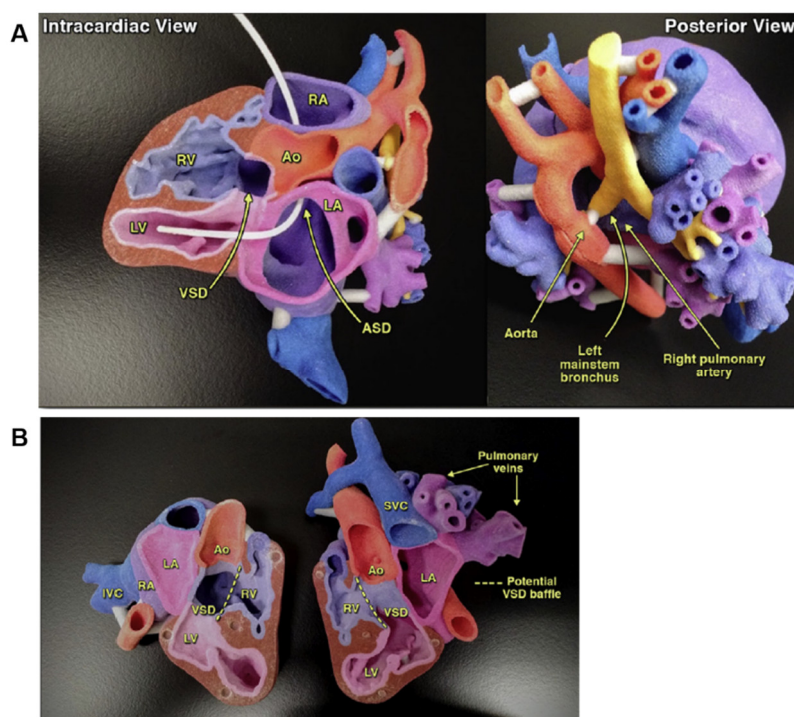 A
Intracardiac View
Posterior View
RA
RV
Ao
LA
LV
VSD
ASD
Aorta
Left
mainstem
bronchus
Right pulmonary
artery
B
Pulmonary
veins
SVC
Ao
LA
IVC
RA
VSD
RV
LV
Ao
LA
RV
VSD
LV
Potential
VSD baffle